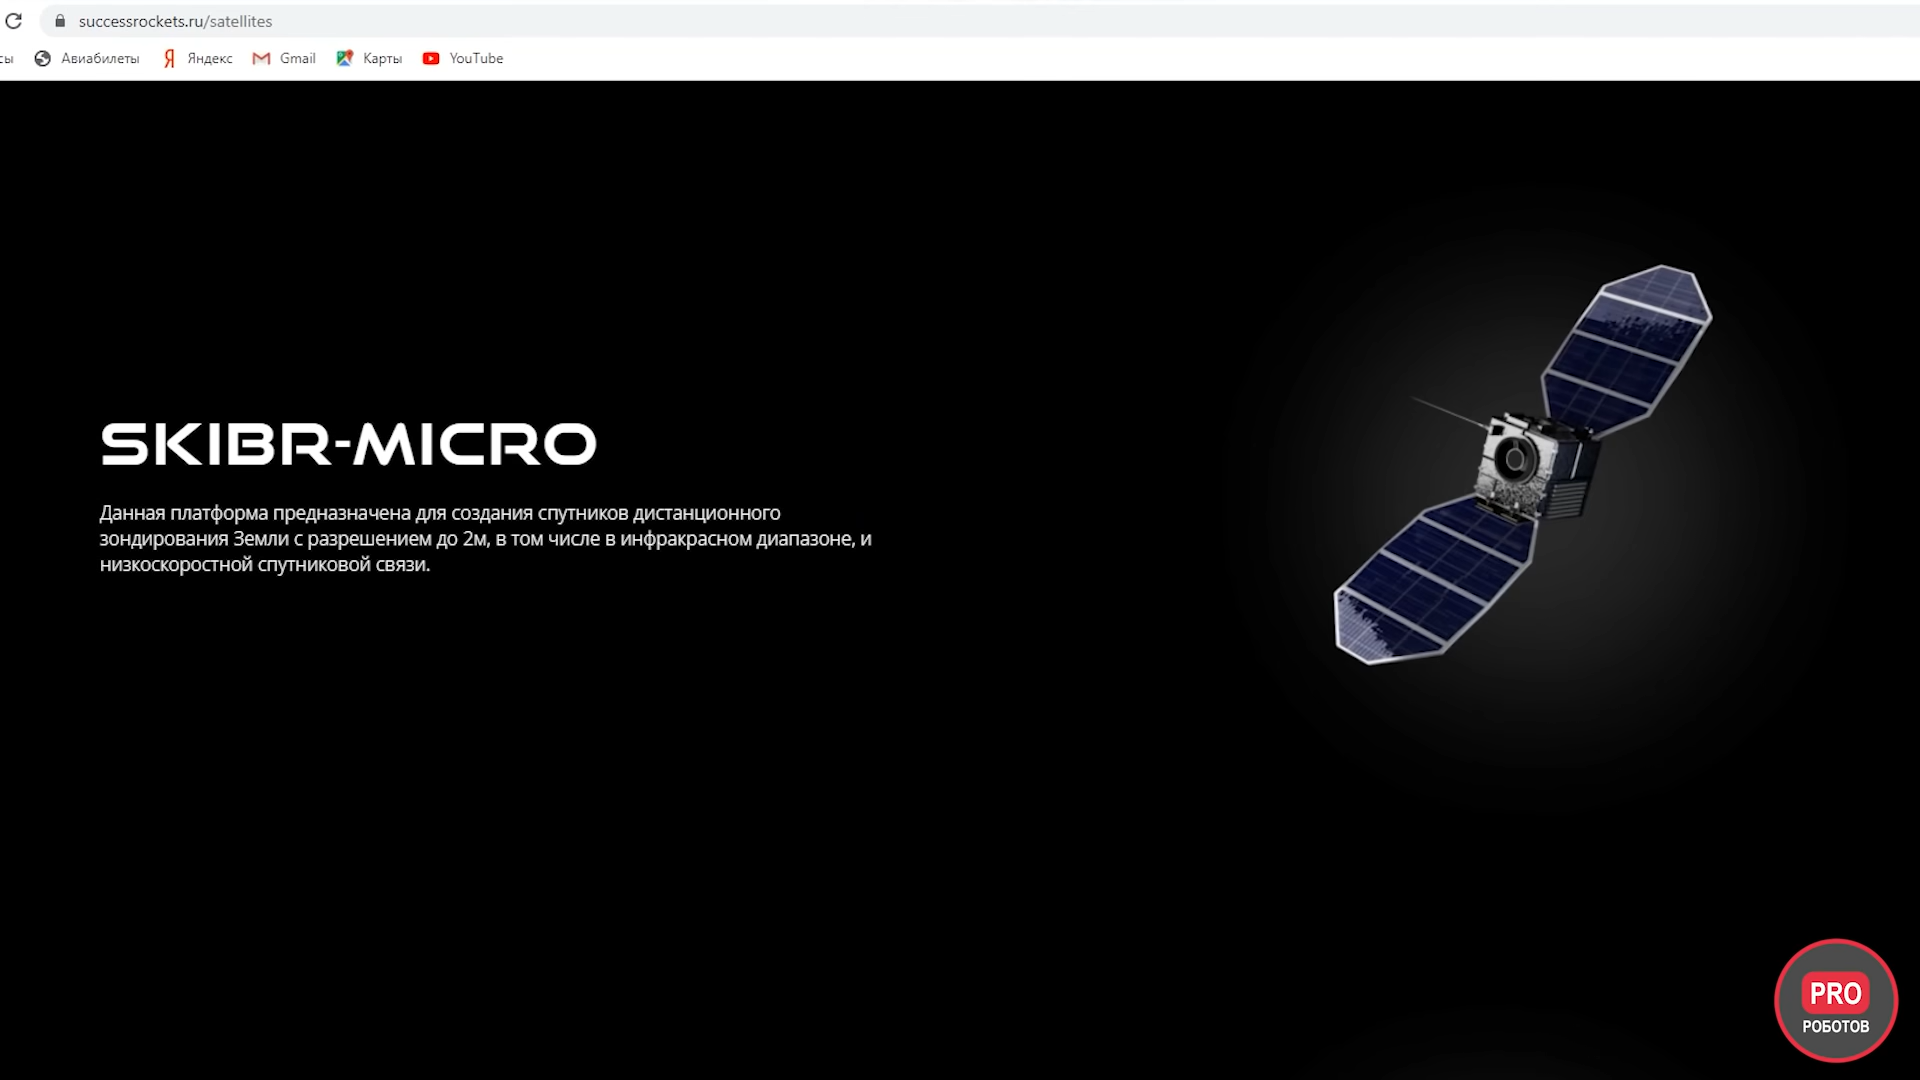 successrockets.ru/satellites
сы Авиабилеты Яндекс Gmail Карты YouTube
SKIBR-MICRO
Данная платформа предназначена для создания спутников дистанционного
зондирования Земли с разрешением до 2м, в том числе в инфракрасном диапазоне, и
низкоскоростной спутниковой связи.
PRO
РОБОТОВ